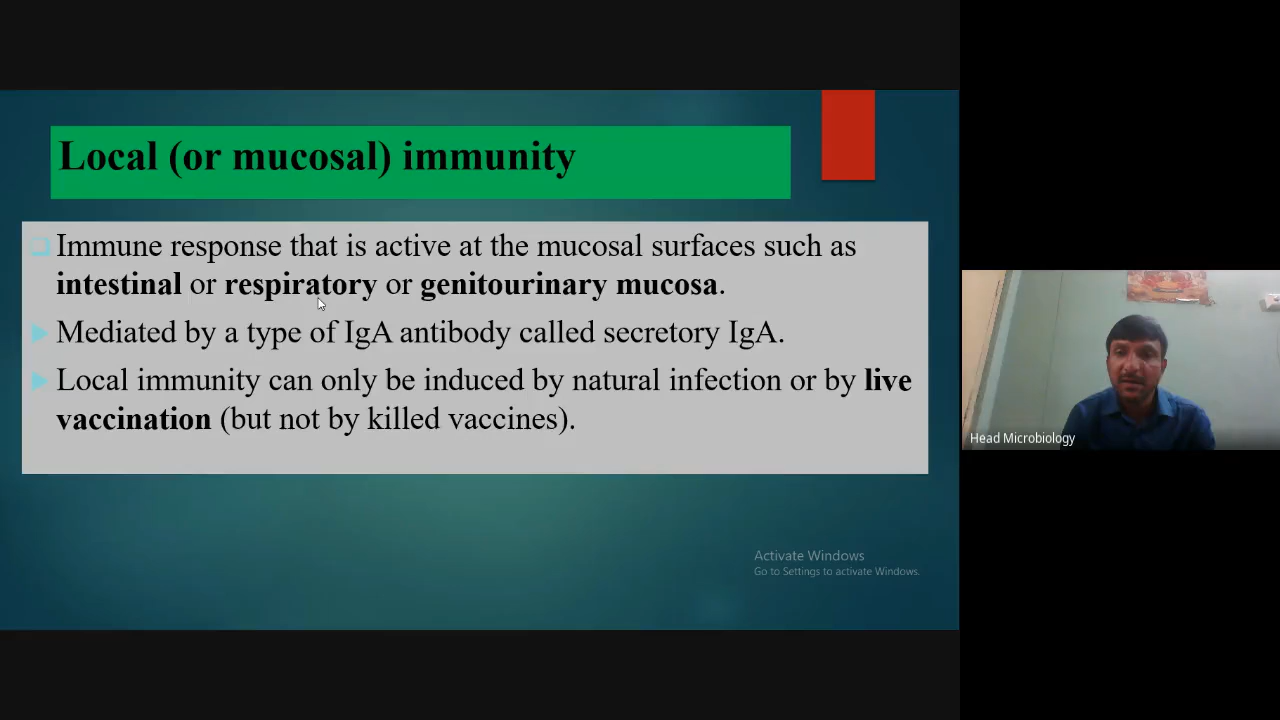 Local (or mucosal) immunity
Immune response that is active at the mucosal surfaces such as
intestinal or respiratory or genitourinary mucosa.
Mediated by a type of IgA antibody called secretory IgA.
Local immunity can only be induced by natural infection or by live
vaccination (but not by killed vaccines).
Activate Windows
Go to Settings to activate Windows.
Head Microbiology